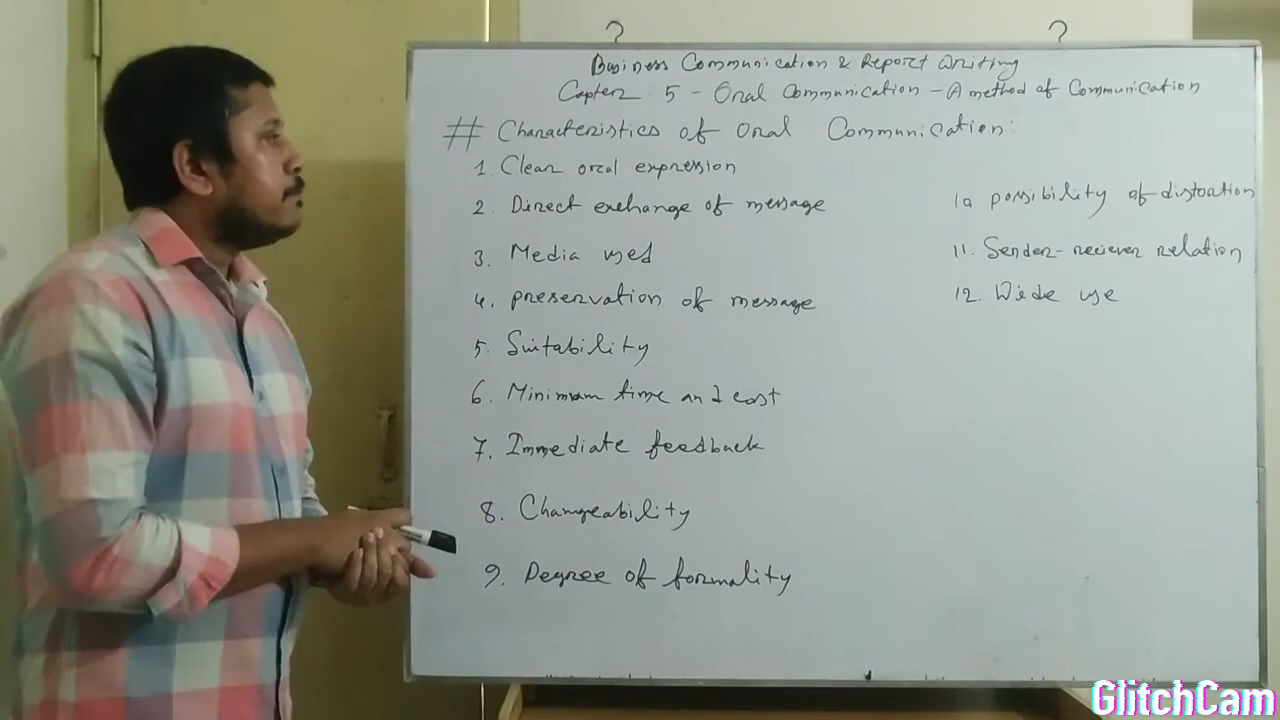 Business Communication & Report Writing
Capter: 5 - Oral Communication - A method of Communication
# Characteristics of Oral Communication:
1. Clear oral expression
2. Direct exchange of message
3. Media used
4. preservation of message
5. Suitability
6. Minimum time and cost
7. Immediate feedback
8. Changeability
9. Degree of formality
10 possibility of distortion
11. Sender-reciever relation
12. Wide use
GlitchCam